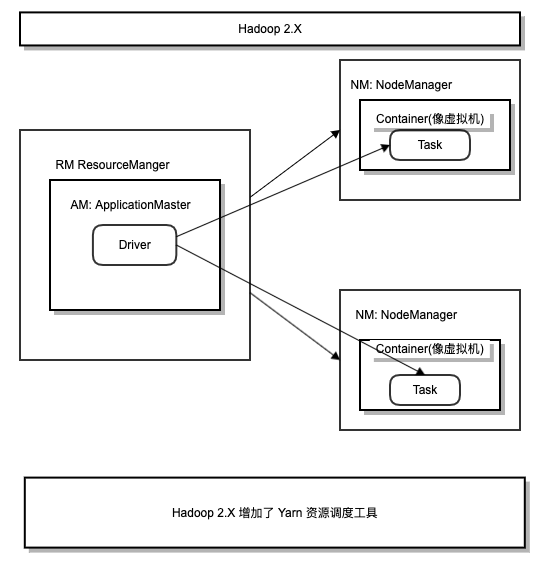 Hadoop 2.X
NM: NodeManager
Container(像虚拟机)
Task
RM ResourceManger
AM: ApplicationMaster
Driver
NM: NodeManager
Container(像虚拟机)
Task
Hadoop 2.X 增加了 Yarn 资源调度工具